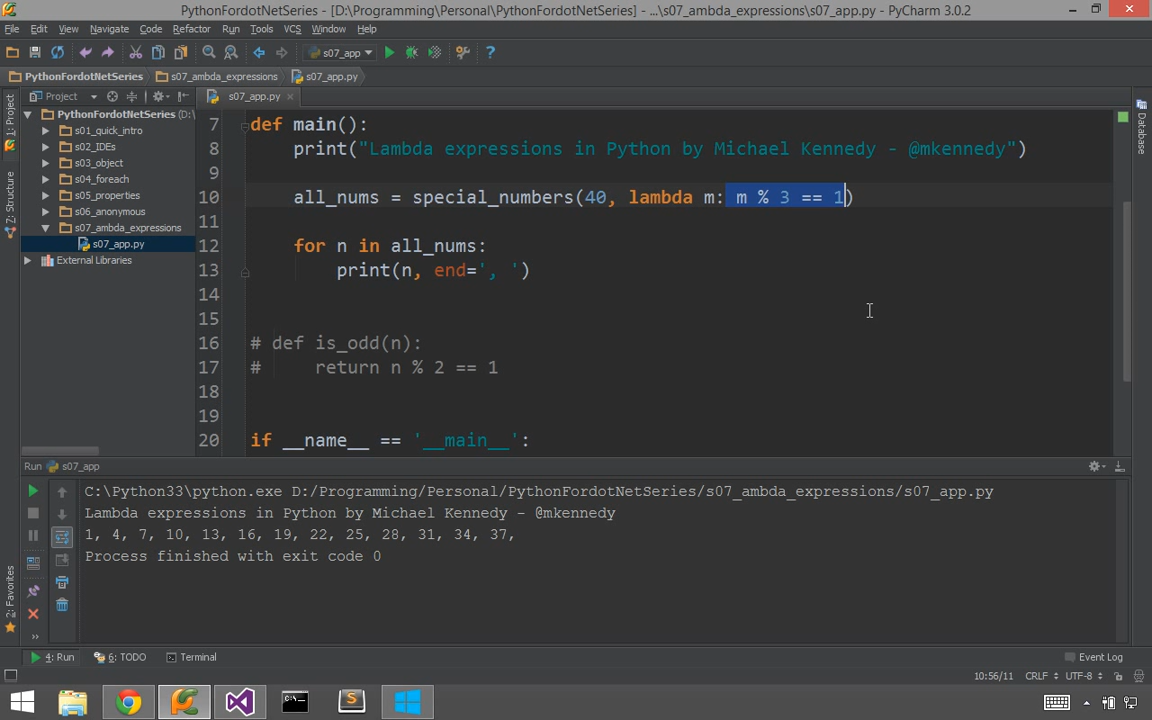 PythonFordotNetSeries - [D:\Programming\Personal\PythonFordotNetSeries] - ...\s07_ambda_expressions\s07_app.py - PyCharm 3.0.2
File Edit View Navigate Code Refactor Run Tools VCS Window Help
s07_app
PythonFordotNetSeries s07_ambda_expressions s07_app.py
Project s07_app.py
1: Project
Structure
2: Favorites
Database
PythonFordotNetSeries (D:\
s01_quick_intro
s02_IDEs
s03_object
s04_foreach
s05_properties
s06_anonymous
s07_ambda_expressions
s07_app.py
External Libraries
7 def main():
8 print("Lambda expressions in Python by Michael Kennedy - @mkennedy")
9
10 all_nums = special_numbers(40, lambda m: m % 3 == 1)
11
12 for n in all_nums:
13 print(n, end=', ')
14
15
16 # def is_odd(n):
17 # return n % 2 == 1
18
19
20 if __name__ == '__main__':
Run s07_app
C:\Python33\python.exe D:/Programming/Personal/PythonFordotNetSeries/s07_ambda_expressions/s07_app.py
Lambda expressions in Python by Michael Kennedy - @mkennedy
1, 4, 7, 10, 13, 16, 19, 22, 25, 28, 31, 34, 37,
Process finished with exit code 0
4: Run 6: TODO Terminal Event Log
10:56/11 CRLF UTF-8